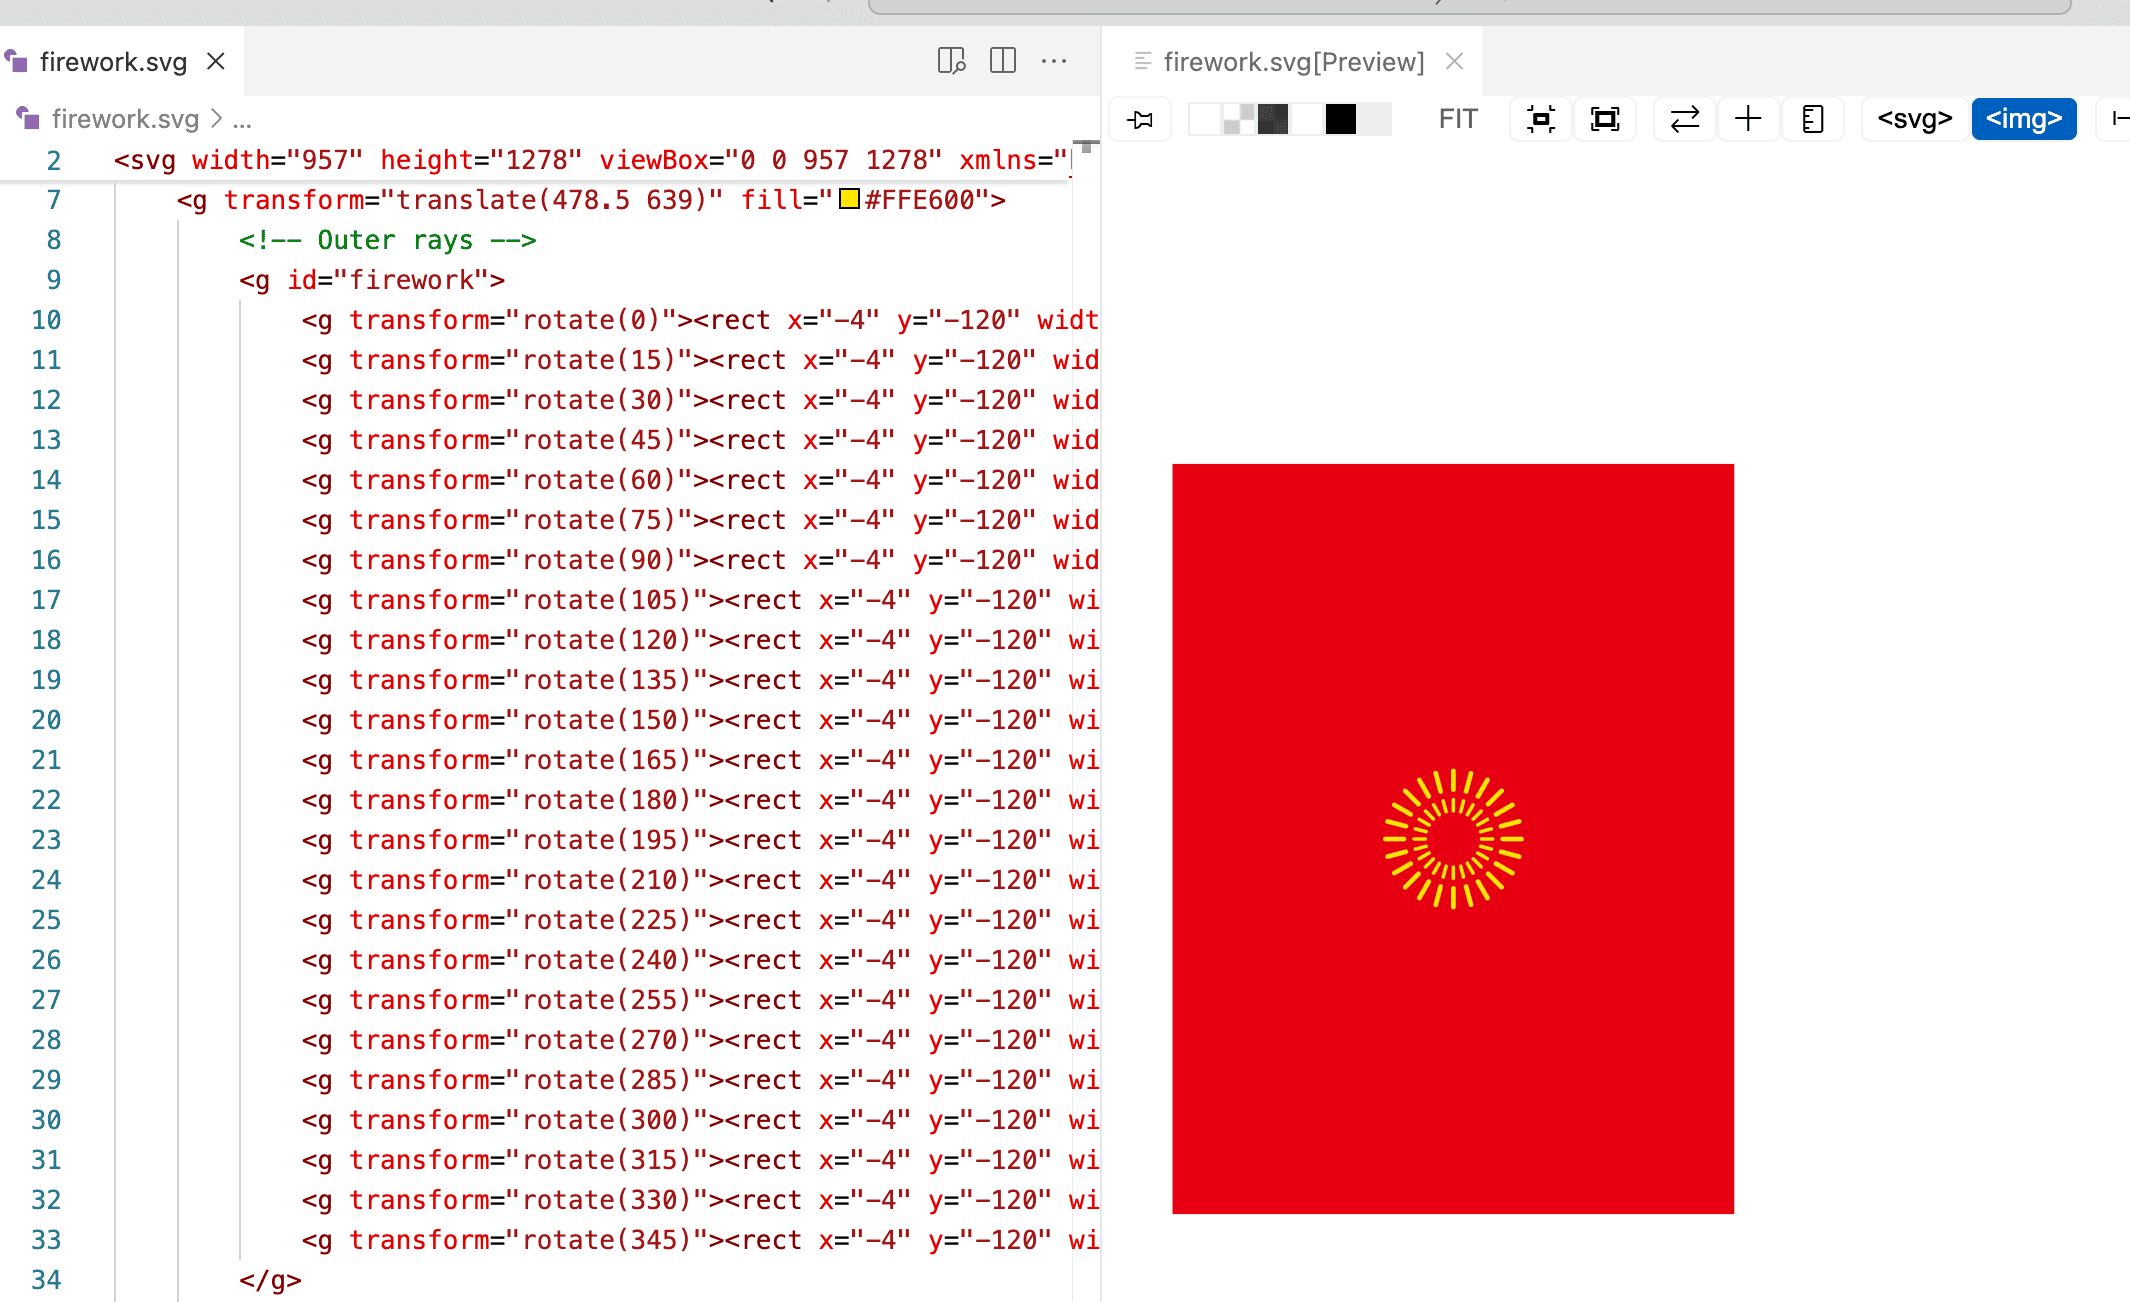 firework.svg
firework.svg > ...
2 <svg width="957" height="1278" viewBox="0 0 957 1278" xmlns="
7 <g transform="translate(478.5 639)" fill="#FFE600">
8 <!-- Outer rays -->
9 <g id="firework">
10 <g transform="rotate(0)"><rect x="-4" y="-120" widt
11 <g transform="rotate(15)"><rect x="-4" y="-120" wid
12 <g transform="rotate(30)"><rect x="-4" y="-120" wid
13 <g transform="rotate(45)"><rect x="-4" y="-120" wid
14 <g transform="rotate(60)"><rect x="-4" y="-120" wid
15 <g transform="rotate(75)"><rect x="-4" y="-120" wid
16 <g transform="rotate(90)"><rect x="-4" y="-120" wid
17 <g transform="rotate(105)"><rect x="-4" y="-120" wi
18 <g transform="rotate(120)"><rect x="-4" y="-120" wi
19 <g transform="rotate(135)"><rect x="-4" y="-120" wi
20 <g transform="rotate(150)"><rect x="-4" y="-120" wi
21 <g transform="rotate(165)"><rect x="-4" y="-120" wi
22 <g transform="rotate(180)"><rect x="-4" y="-120" wi
23 <g transform="rotate(195)"><rect x="-4" y="-120" wi
24 <g transform="rotate(210)"><rect x="-4" y="-120" wi
25 <g transform="rotate(225)"><rect x="-4" y="-120" wi
26 <g transform="rotate(240)"><rect x="-4" y="-120" wi
27 <g transform="rotate(255)"><rect x="-4" y="-120" wi
28 <g transform="rotate(270)"><rect x="-4" y="-120" wi
29 <g transform="rotate(285)"><rect x="-4" y="-120" wi
30 <g transform="rotate(300)"><rect x="-4" y="-120" wi
31 <g transform="rotate(315)"><rect x="-4" y="-120" wi
32 <g transform="rotate(330)"><rect x="-4" y="-120" wi
33 <g transform="rotate(345)"><rect x="-4" y="-120" wi
34 </g>
firework.svg[Preview]
FIT <svg> <img>